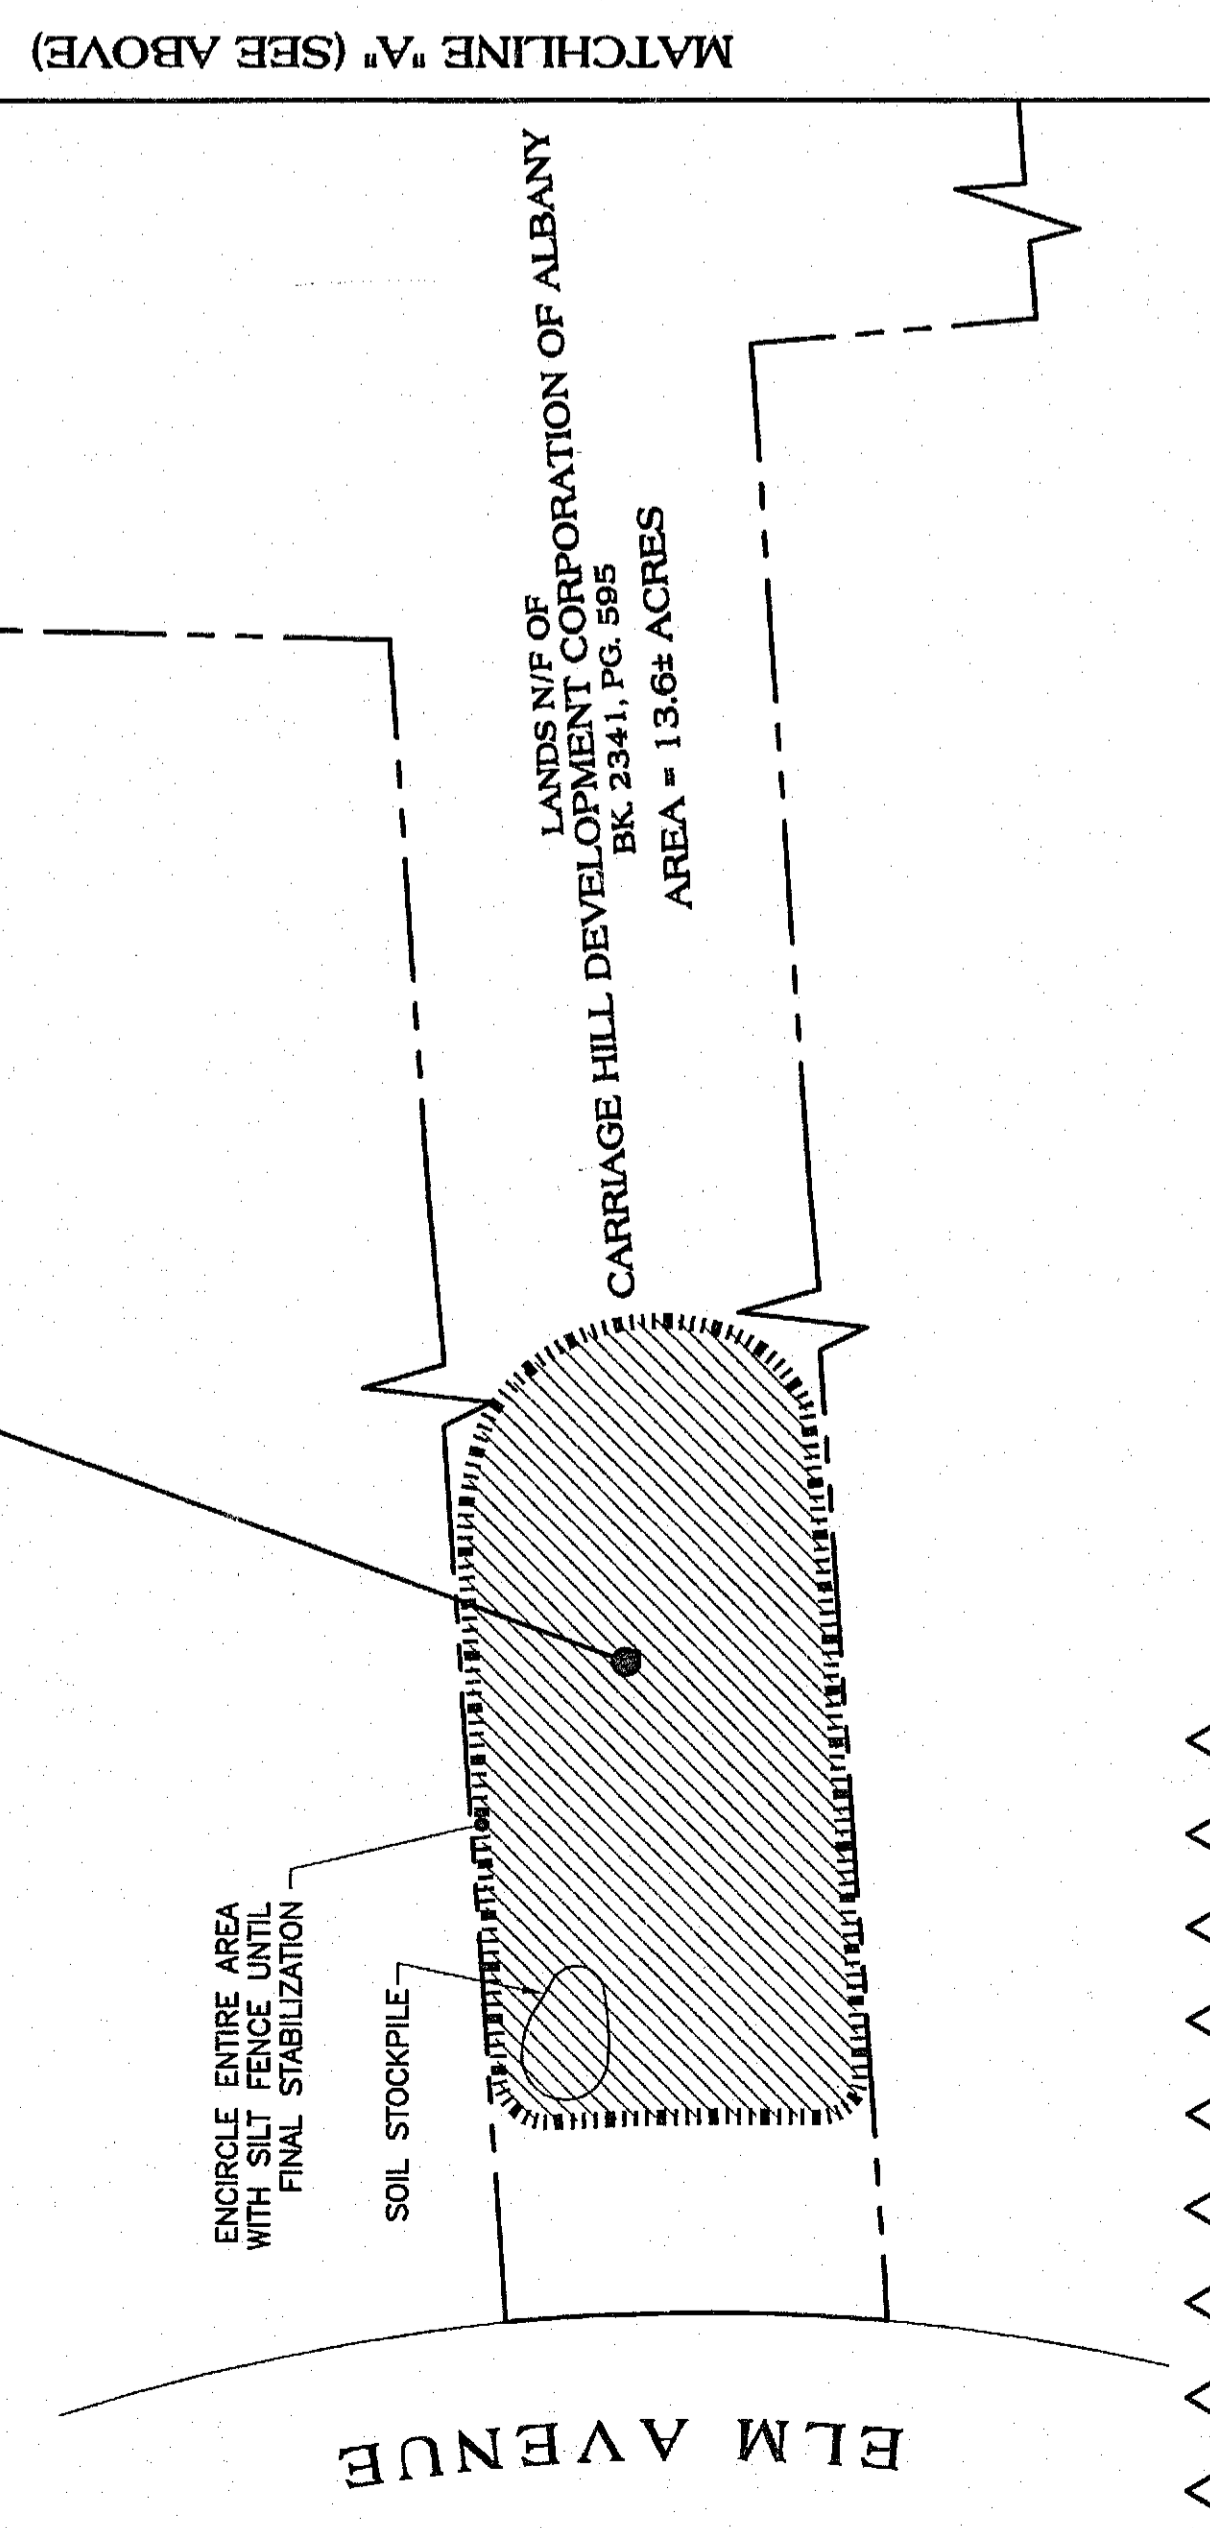 MATCHLINE "A" (SEE ABOVE)
LANDS N/F OF
CARRIAGE HILL DEVELOPMENT CORPORATION OF ALBANY
BK. 2341, PG. 595
AREA = 13.6± ACRES
ENCIRCLE ENTIRE AREA
WITH SILT FENCE UNTIL
FINAL STABILIZATION
SOIL STOCKPILE
ELM AVENUE